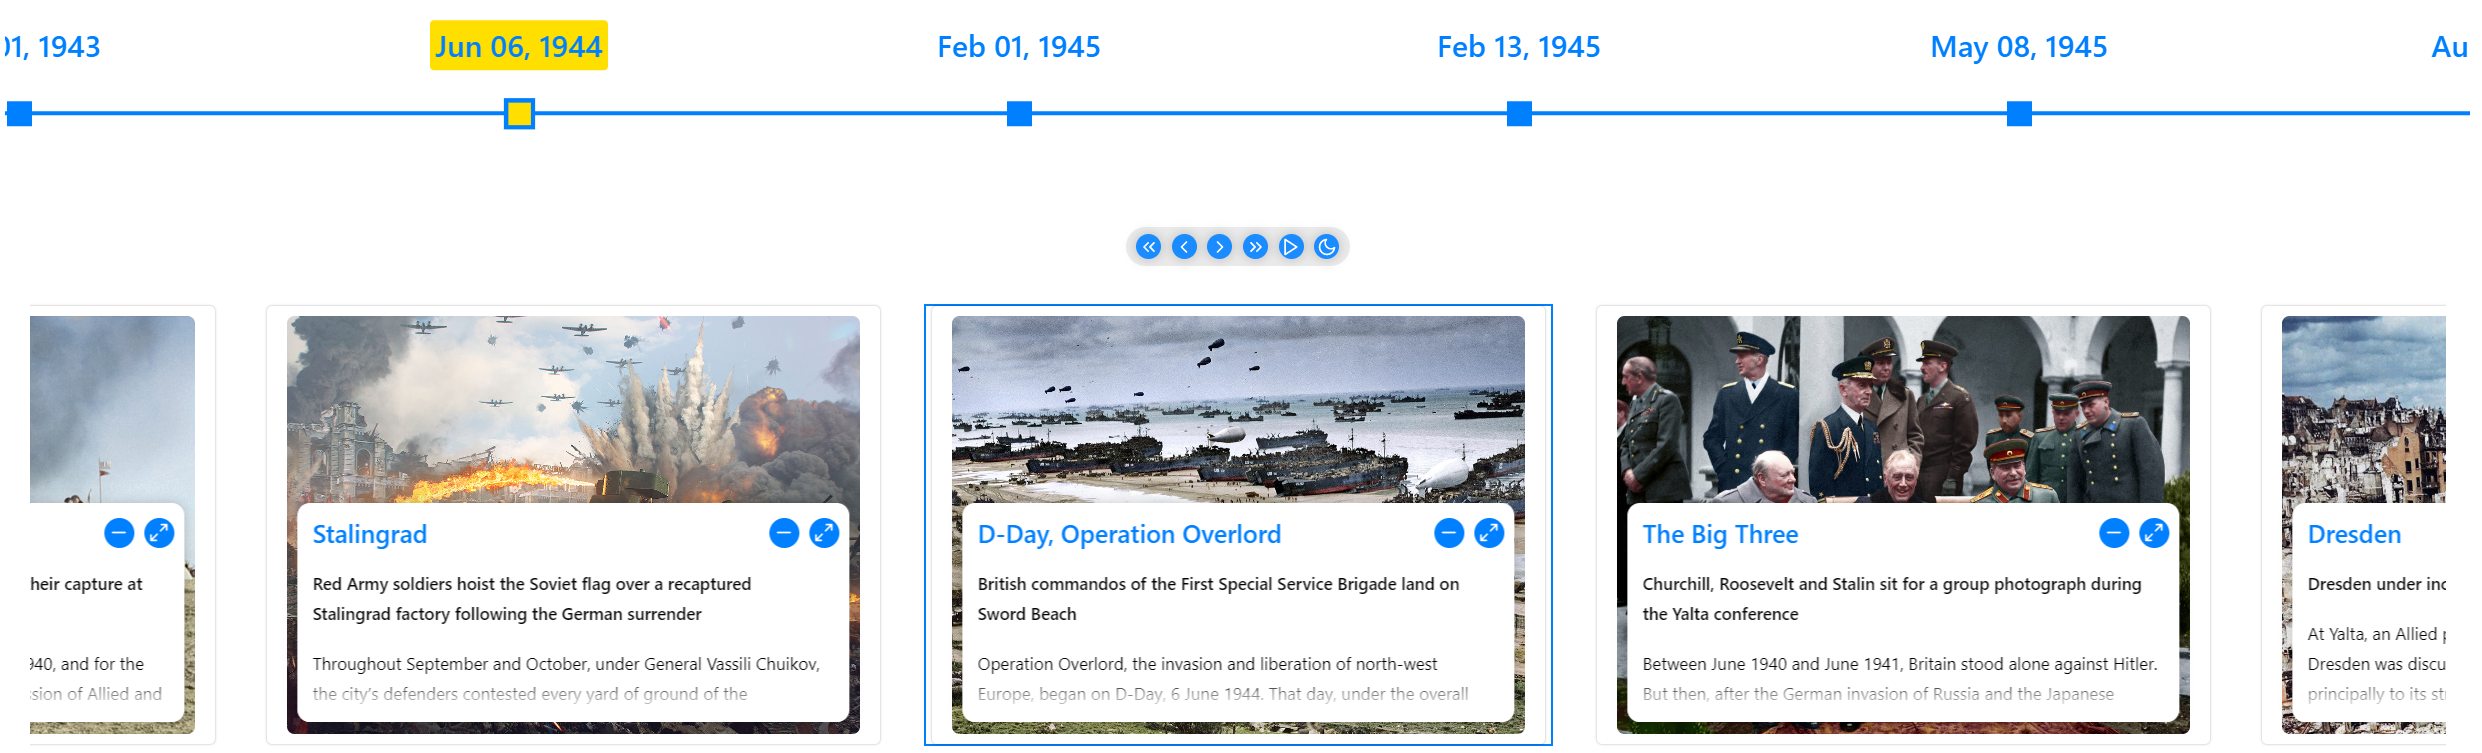 01, 1943
Jun 06, 1944
Feb 01, 1945
Feb 13, 1945
May 08, 1945
Au
heir capture at
940, and for the
sion of Allied and
Stalingrad
Red Army soldiers hoist the Soviet flag over a recaptured
Stalingrad factory following the German surrender
Throughout September and October, under General Vassili Chuikov,
the city's defenders contested every yard of ground of the
D-Day, Operation Overlord
British commandos of the First Special Service Brigade land on
Sword Beach
Operation Overlord, the invasion and liberation of north-west
Europe, began on D-Day, 6 June 1944. That day, under the overall
The Big Three
Churchill, Roosevelt and Stalin sit for a group photograph during
the Yalta conference
Between June 1940 and June 1941, Britain stood alone against Hitler.
But then, after the German invasion of Russia and the Japanese
Dresden
Dresden under inc
At Yalta, an Allied p
Dresden was discu
principally to its st